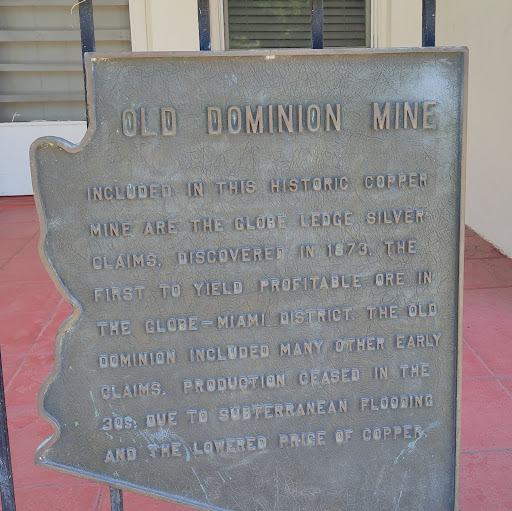 OLD DOMINION MINE
INCLUDED IN THIS HISTORIC COPPER
MINE ARE THE GLOBE LEDGE SILVER
CLAIMS, DISCOVERED IN 1873, THE
FIRST TO YIELD PROFITABLE ORE IN
THE GLOBE-MIAMI DISTRICT. THE OLD
DOMINION INCLUDED MANY OTHER EARLY
CLAIMS. PRODUCTION CEASED IN THE
30S, DUE TO SUBTERRANEAN FLOODING
AND THE LOWERED PRICE OF COPPER.